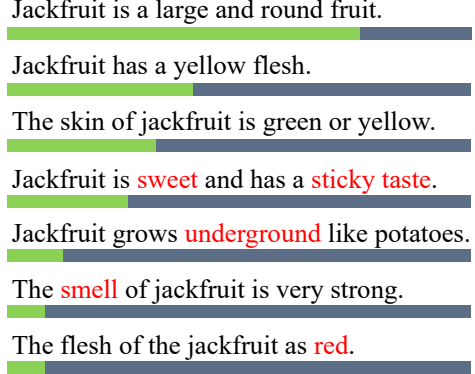 Jackfruit is a large and round fruit.
Jackfruit has a yellow flesh.
The skin of jackfruit is green or yellow.
Jackfruit is sweet and has a sticky taste.
Jackfruit grows underground like potatoes.
The smell of jackfruit is very strong.
The flesh of the jackfruit as red.